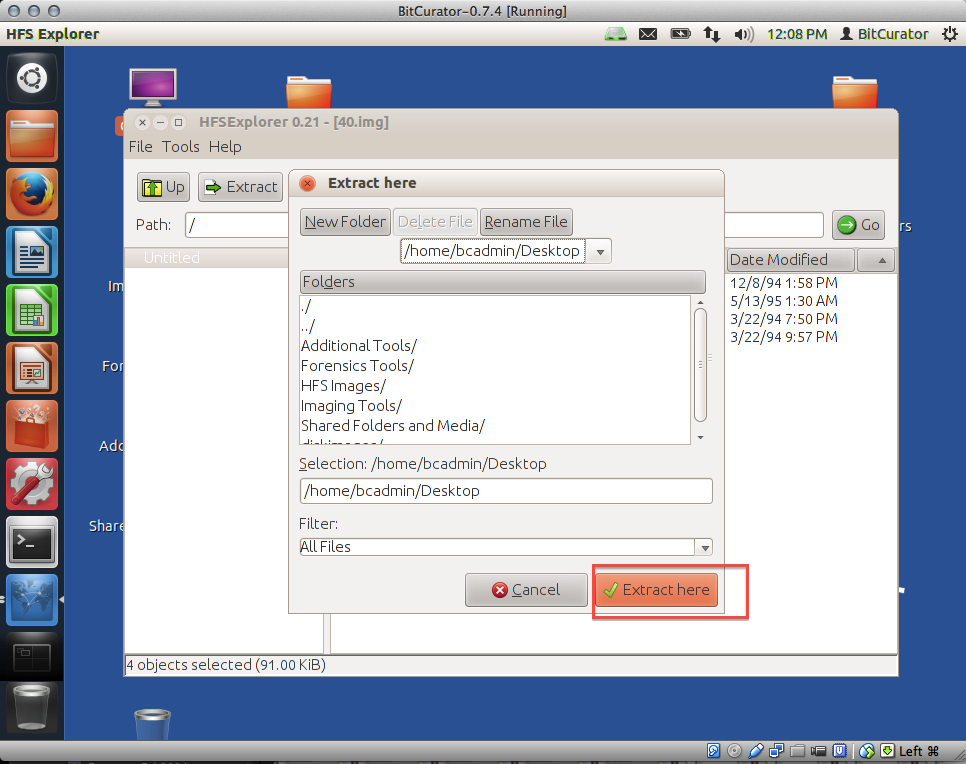 BitCurator-0.7.4 [Running]
HFS Explorer
12:08 PM
BitCurator
HFSExplorer 0.21 - [40.img]
File Tools Help
Up
Extract
Path:
/
Go
Untitled
Date Modified
12/8/94 1:58 PM
5/13/95 1:30 AM
3/22/94 7:50 PM
3/22/94 9:57 PM
Extract here
New Folder
Delete File
Rename File
/home/bcadmin/Desktop
Folders
./
../
Additional Tools/
Forensics Tools/
HFS Images/
Imaging Tools/
Shared Folders and Media/
Selection: /home/bcadmin/Desktop
/home/bcadmin/Desktop
Filter:
All Files
Cancel
Extract here
4 objects selected (91.00 KiB)
Im
For
Add
Share
rs
Left ⌘